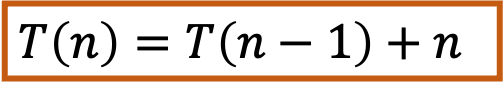 T(n) = T(n − 1) + n